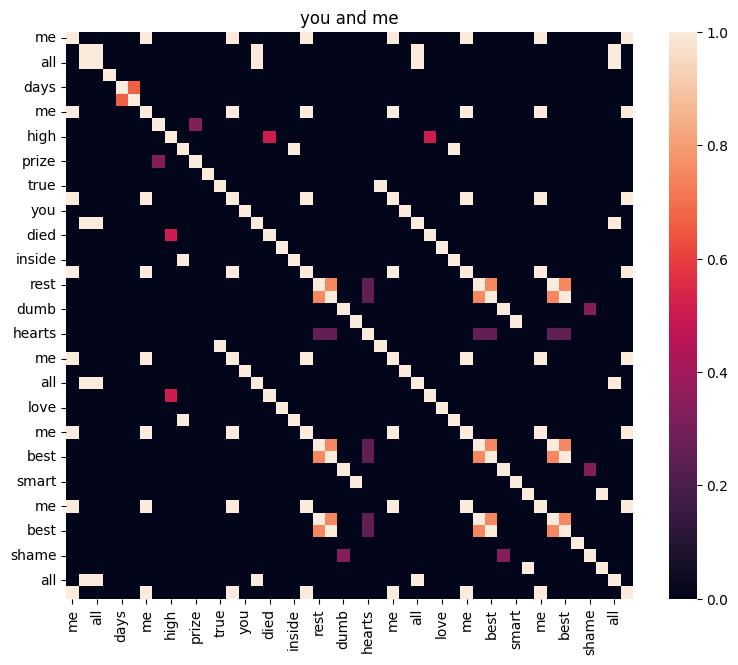 you and me
me
all
days
me
high
prize
true
you
died
inside
rest
dumb
hearts
me
all
love
me
best
smart
me
best
shame
all
1.0
0.8
0.6
0.4
0.2
0.0
me all days me high prize true you died inside rest dumb hearts me all love me best smart me best shame all